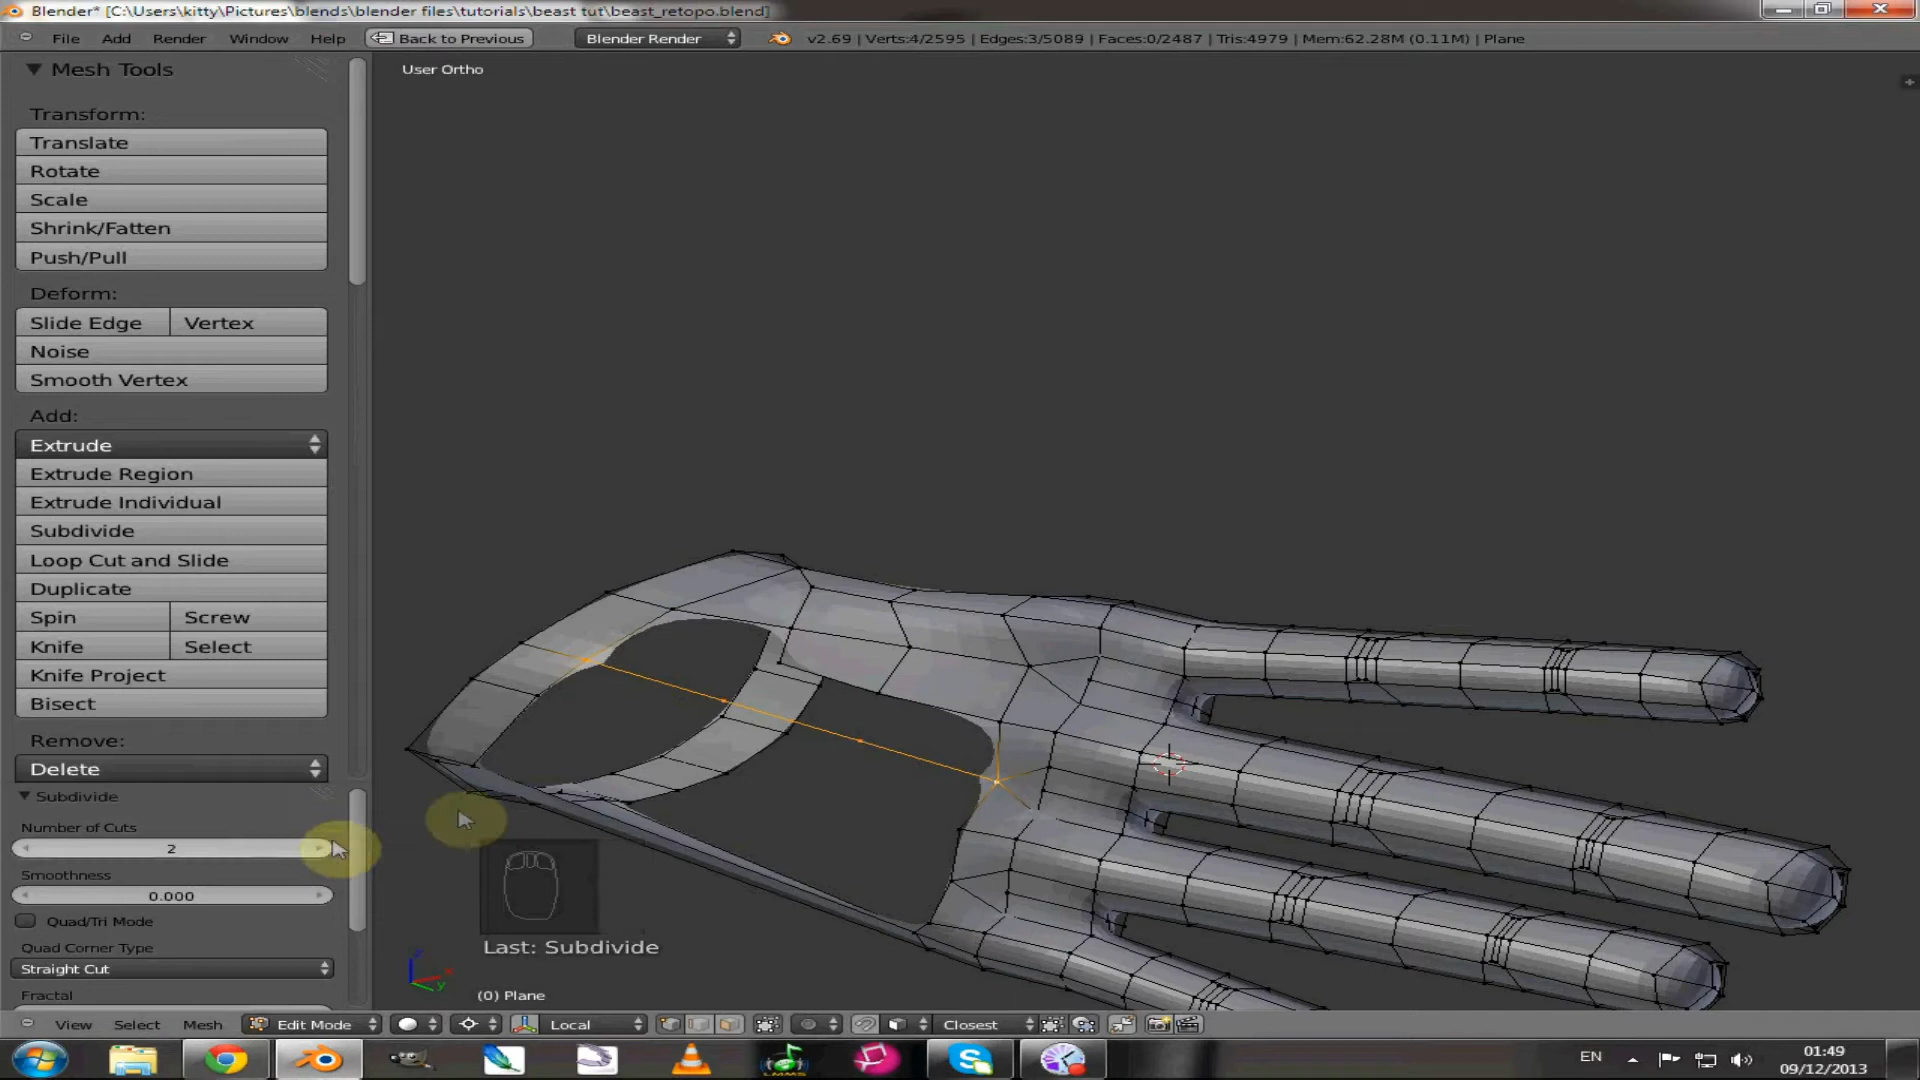 Blender* [C:\Users\kitty\Pictures\blends\blender files\tutorials\beast tut\beast_retopo.blend]
File Add Render Window Help Back to Previous Blender Render v2.69 | Verts:4/2595 | Edges:3/5089 | Faces:0/2487 | Tris:4979 | Mem:62.28M (0.11M) | Plane
Mesh Tools
User Ortho
Transform:
Translate
Rotate
Scale
Shrink/Fatten
Push/Pull
Deform:
Slide Edge Vertex
Noise
Smooth Vertex
Add:
Extrude
Extrude Region
Extrude Individual
Subdivide
Loop Cut and Slide
Duplicate
Spin Screw
Knife Select
Knife Project
Bisect
Remove:
Delete
Subdivide
Number of Cuts
2
Smoothness
0.000
Quad/Tri Mode
Quad Corner Type
Straight Cut
Fractal
Last: Subdivide
(0) Plane
View Select Mesh Edit Mode Local Closest
LMMS
EN
01:49
09/12/2013